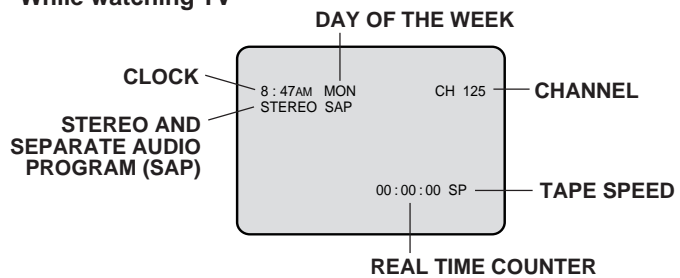 While watching TV
DAY OF THE WEEK
CLOCK
8 : 47AM MON
CH 125
CHANNEL
STEREO SAP
STEREO AND
SEPARATE AUDIO
PROGRAM (SAP)
00 : 00 : 00 SP
TAPE SPEED
REAL TIME COUNTER